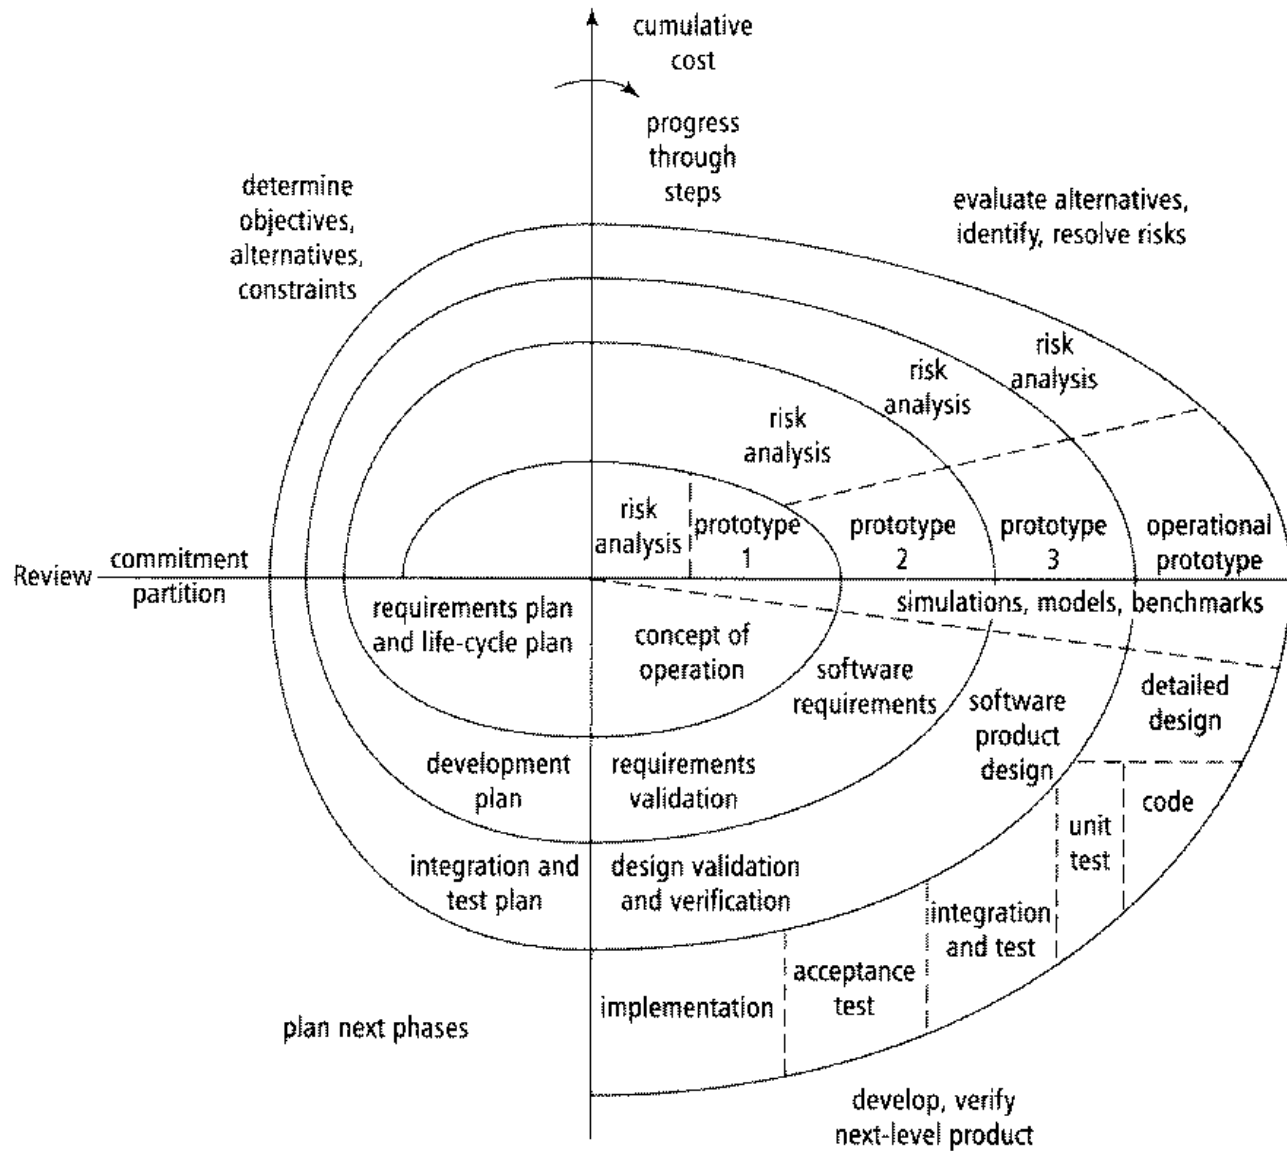 cumulative
cost
progress
through
steps
determine
objectives,
alternatives,
constraints
evaluate alternatives,
identify, resolve risks
risk
analysis
risk
analysis
risk
analysis
risk
analysis
prototype
1
prototype
2
prototype
3
operational
prototype
Review
commitment
partition
simulations, models, benchmarks
requirements plan
and life-cycle plan
concept of
operation
software
requirements
software
product
design
detailed
design
development
plan
requirements
validation
code
unit
test
integration and
test plan
design validation
and verification
integration
and test
acceptance
test
implementation
plan next phases
develop, verify
next-level product